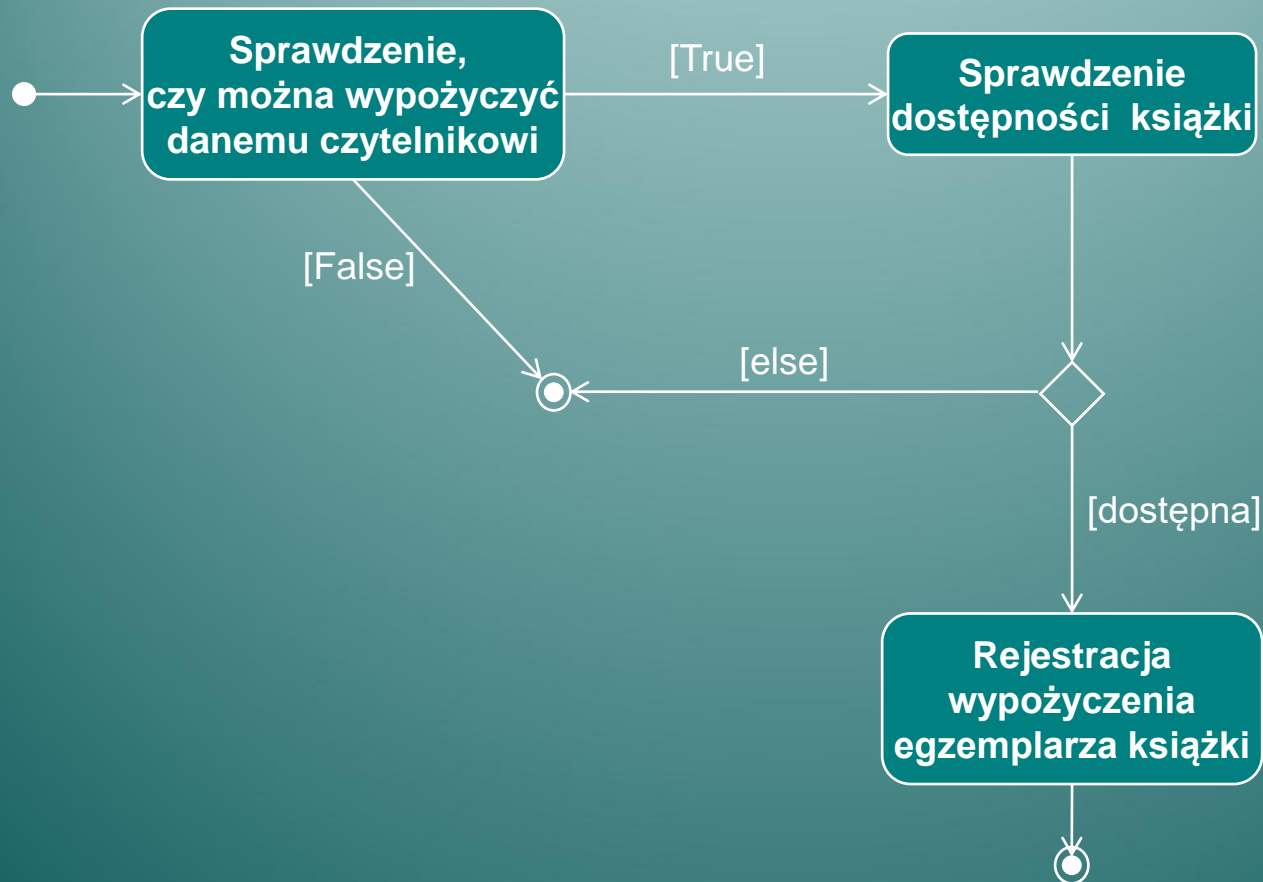 Sprawdzenie,
czy można wypożyczyć
danemu czytelnikowi
[True]
Sprawdzenie
dostępności książki
[False]
[else]
[dostępna]
Rejestracja
wypożyczenia
egzemplarza książki